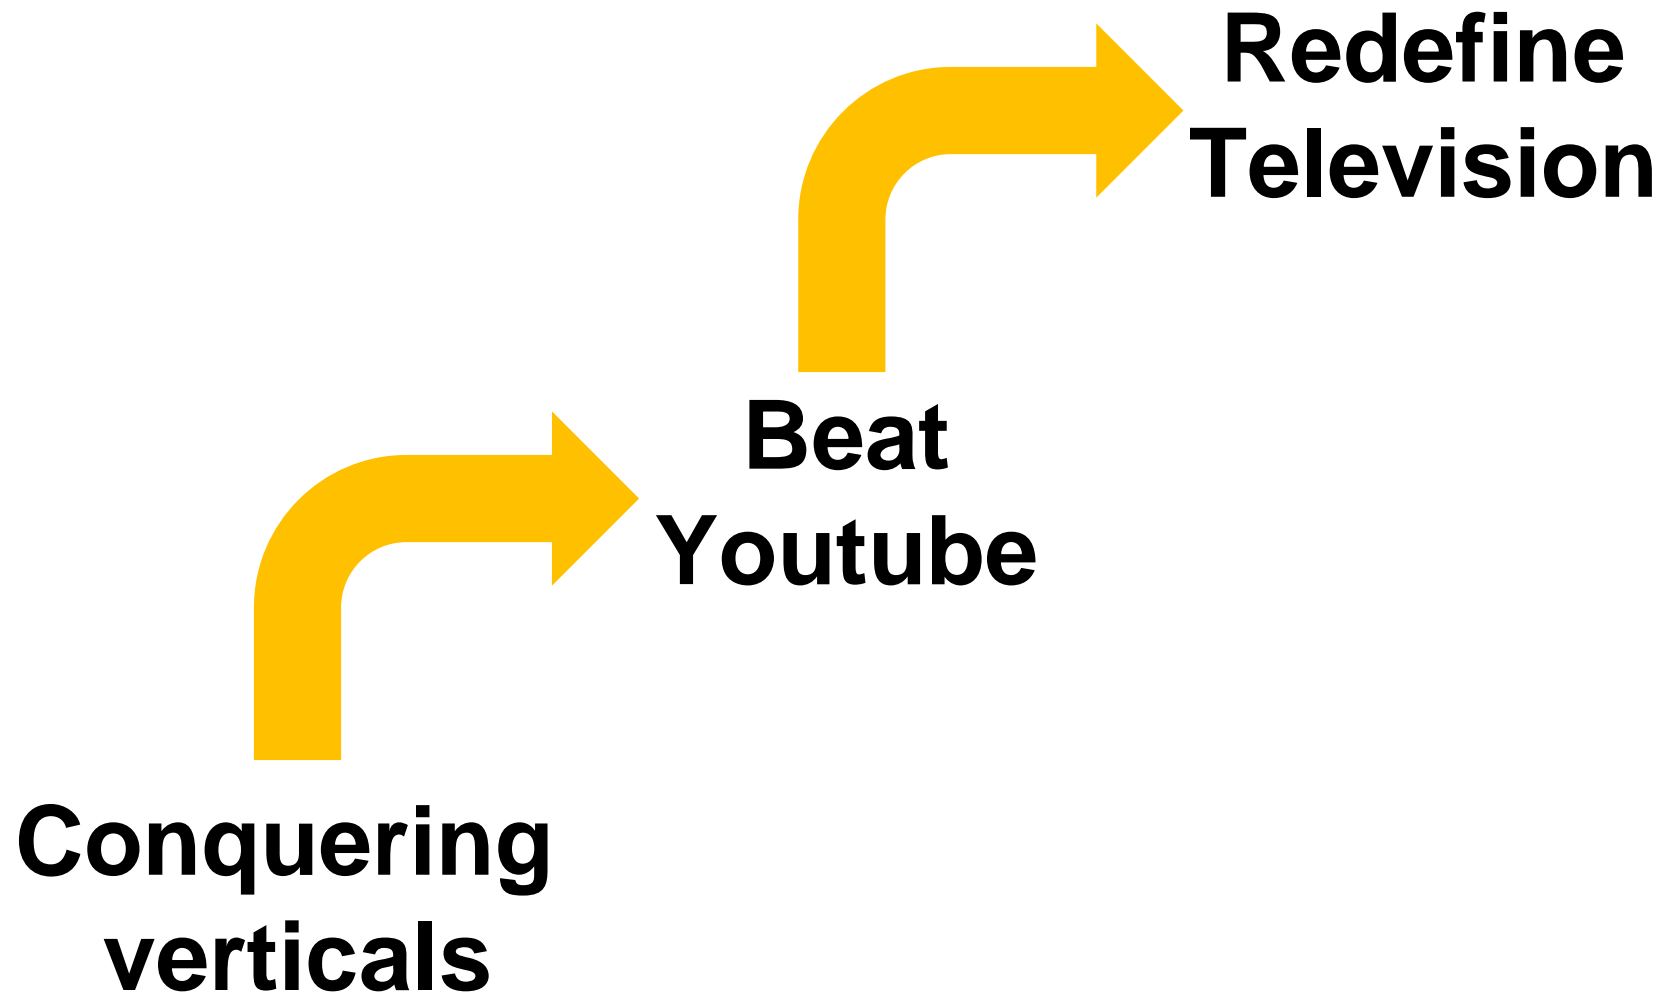 Redefine
Television
Beat
Youtube
Conquering
verticals